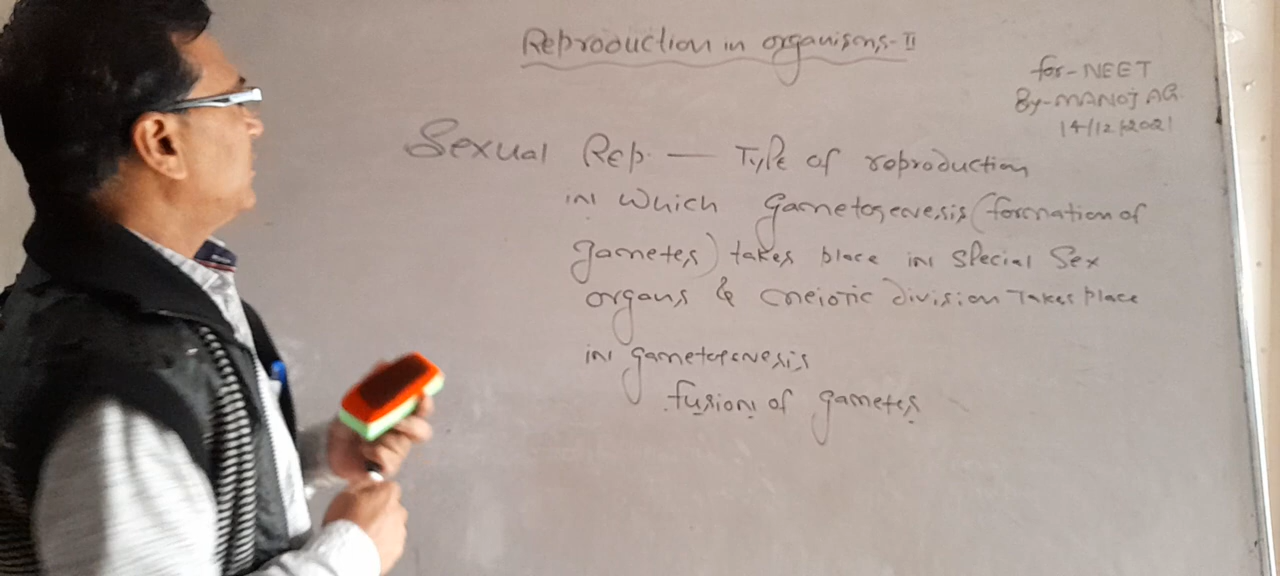 Reproduction in organisms-II
for-NEET
By-MANOJ AG.
14/12/2021
Sexual Rep. — Type of reproduction
in which gametogenesis (formation of
gametes) takes place in special sex
organs & meiotic division takes place
in gametogenesis
fusion of gametes